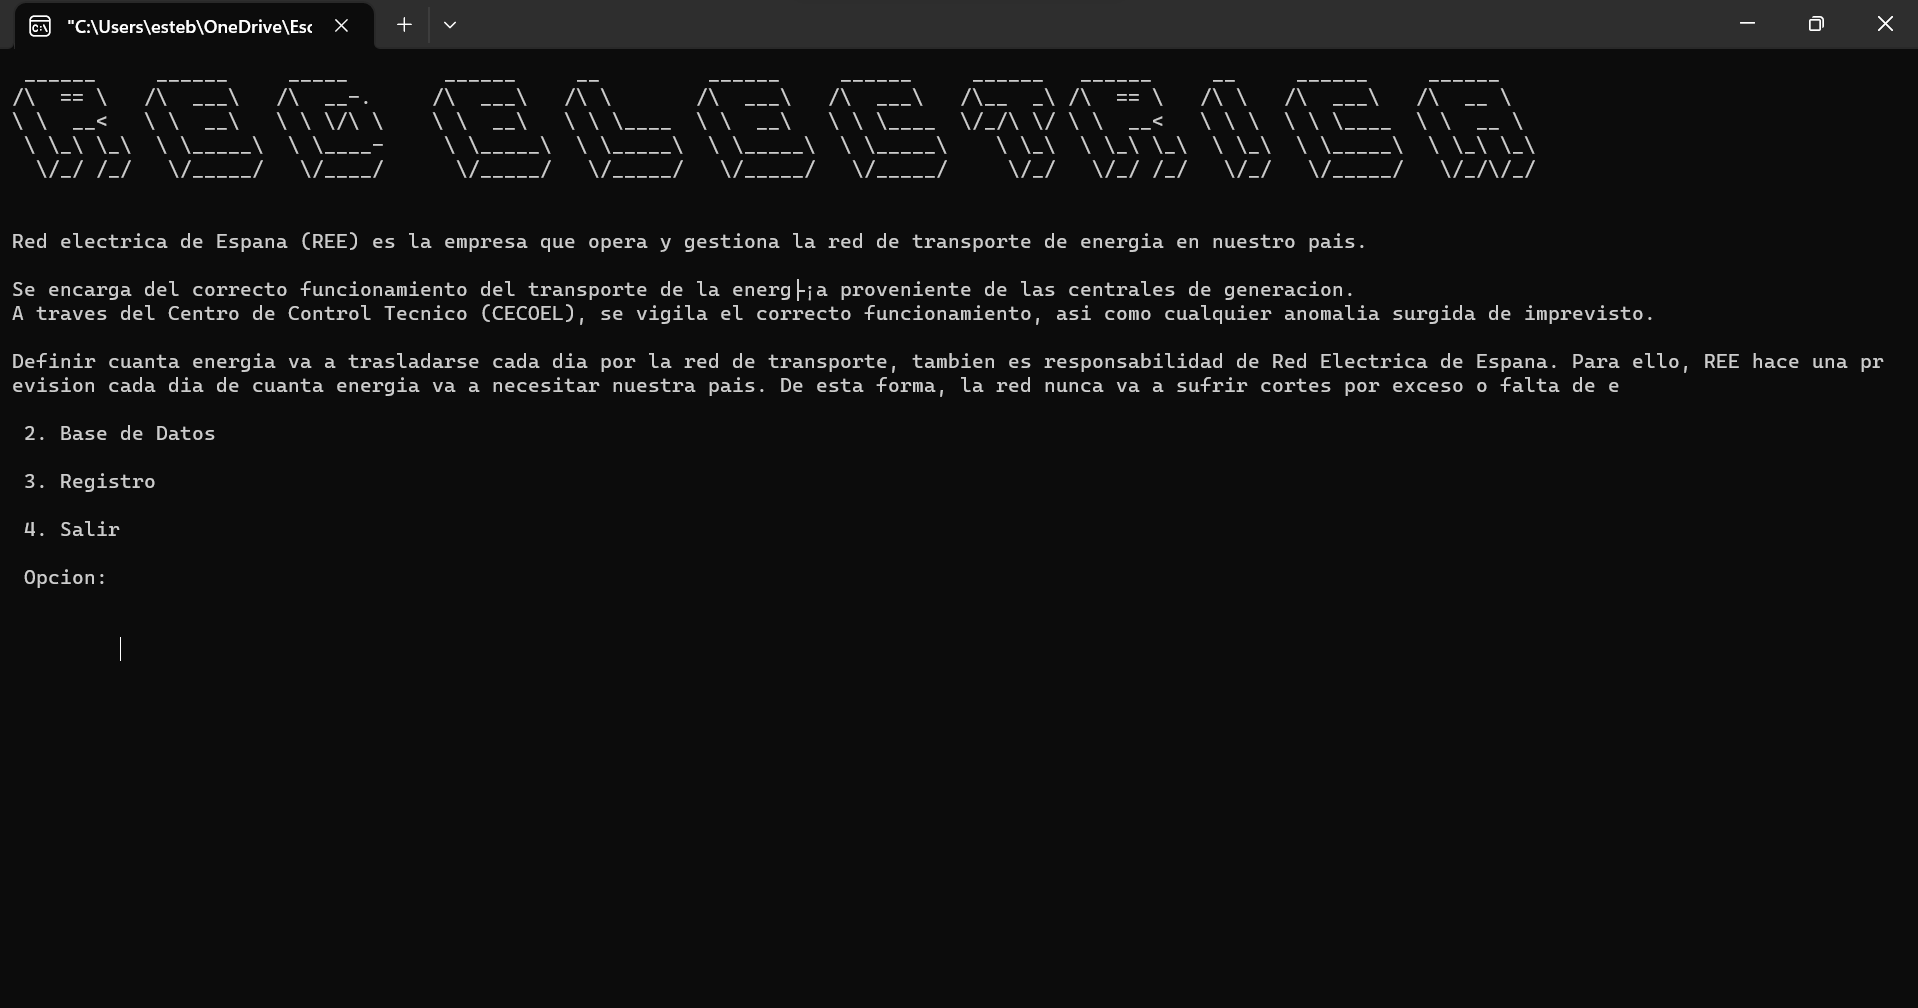 "C:\Users\esteb\OneDrive\Esc
RED ELECTRICA
Red electrica de Espana (REE) es la empresa que opera y gestiona la red de transporte de energia en nuestro pais.
Se encarga del correcto funcionamiento del transporte de la energ├¡a proveniente de las centrales de generacion.
A traves del Centro de Control Tecnico (CECOEL), se vigila el correcto funcionamiento, asi como cualquier anomalia surgida de imprevisto.
Definir cuanta energia va a trasladarse cada dia por la red de transporte, tambien es responsabilidad de Red Electrica de Espana. Para ello, REE hace una pr
evision cada dia de cuanta energia va a necesitar nuestra pais. De esta forma, la red nunca va a sufrir cortes por exceso o falta de e
2. Base de Datos
3. Registro
4. Salir
Opcion: